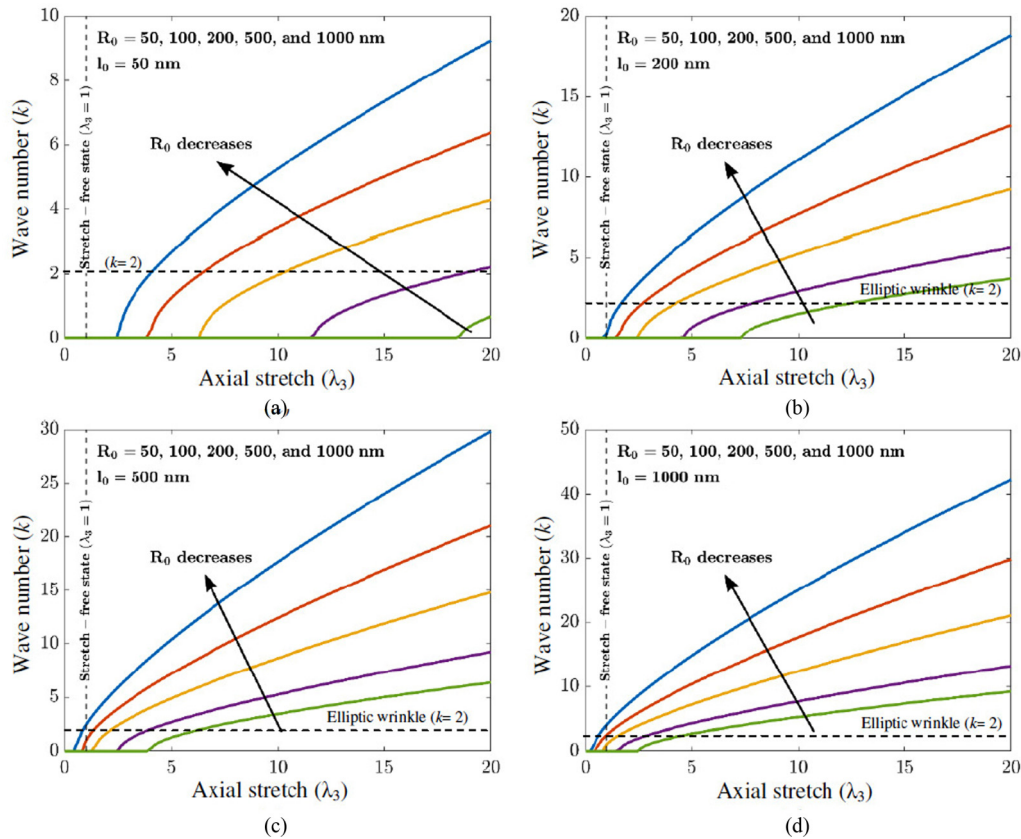 R₀ = 50, 100, 200, 500, and 1000 nm
l₀ = 50 nm
R₀ decreases
Stretch − free state (λ₃ = 1)
(k= 2)
Wave number (k)
10
8
6
4
2
0
0
5
10
15
20
Axial stretch (λ₃)
(a)
R₀ = 50, 100, 200, 500, and 1000 nm
l₀ = 200 nm
R₀ decreases
Stretch − free state (λ₃ = 1)
Elliptic wrinkle (k= 2)
Wave number (k)
20
15
10
5
0
0
5
10
15
20
Axial stretch (λ₃)
(b)
R₀ = 50, 100, 200, 500, and 1000 nm
l₀ = 500 nm
R₀ decreases
Stretch − free state (λ₃ = 1)
Elliptic wrinkle (k= 2)
Wave number (k)
30
25
20
15
10
5
0
0
5
10
15
20
Axial stretch (λ₃)
(c)
R₀ = 50, 100, 200, 500, and 1000 nm
l₀ = 1000 nm
R₀ decreases
Stretch − free state (λ₃ = 1)
Elliptic wrinkle (k= 2)
Wave number (k)
50
40
30
20
10
0
0
5
10
15
20
Axial stretch (λ₃)
(d)